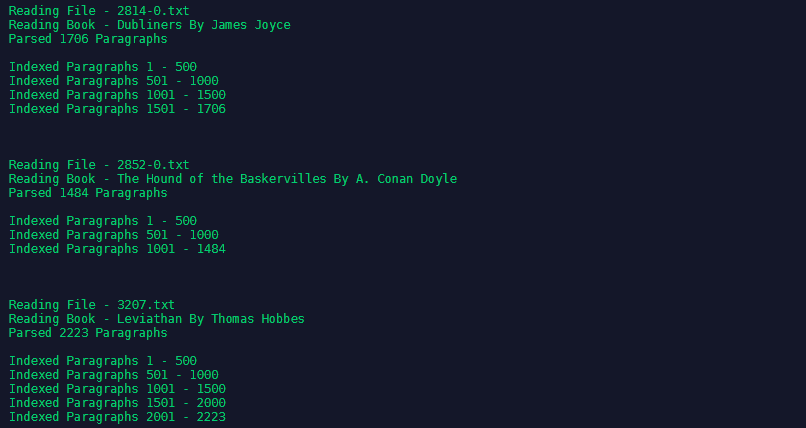 Reading File - 2814-0.txt
Reading Book - Dubliners By James Joyce
Parsed 1706 Paragraphs
Indexed Paragraphs 1 - 500
Indexed Paragraphs 501 - 1000
Indexed Paragraphs 1001 - 1500
Indexed Paragraphs 1501 - 1706
Reading File - 2852-0.txt
Reading Book - The Hound of the Baskervilles By A. Conan Doyle
Parsed 1484 Paragraphs
Indexed Paragraphs 1 - 500
Indexed Paragraphs 501 - 1000
Indexed Paragraphs 1001 - 1484
Reading File - 3207.txt
Reading Book - Leviathan By Thomas Hobbes
Parsed 2223 Paragraphs
Indexed Paragraphs 1 - 500
Indexed Paragraphs 501 - 1000
Indexed Paragraphs 1001 - 1500
Indexed Paragraphs 1501 - 2000
Indexed Paragraphs 2001 - 2223